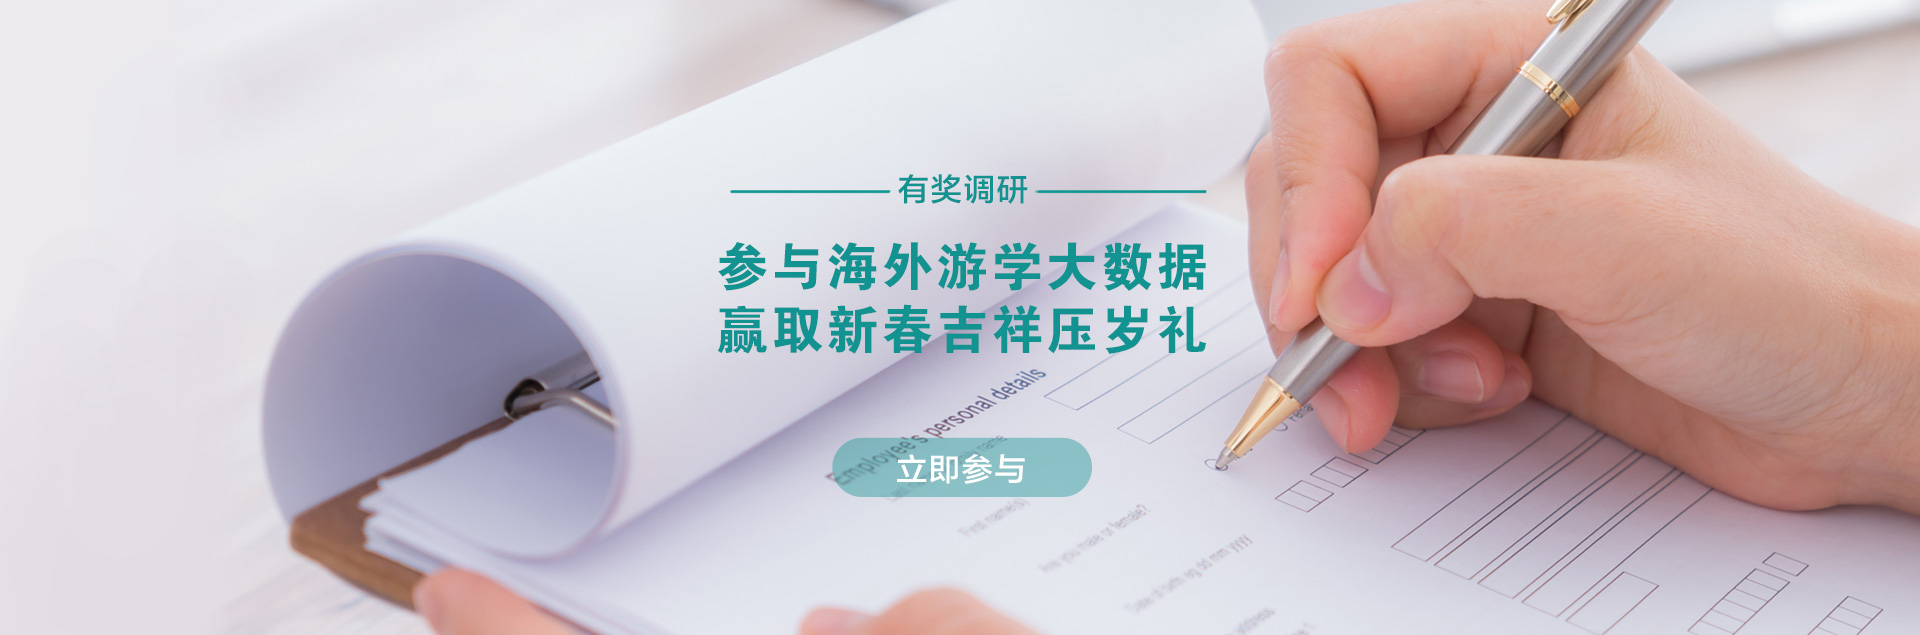 有奖调研
参与海外游学大数据
赢取新春吉祥压岁礼
立即参与
Employee's personal details
name
First name(s)
Are you male or female?
Date of birth eg dd mm yyyy
address